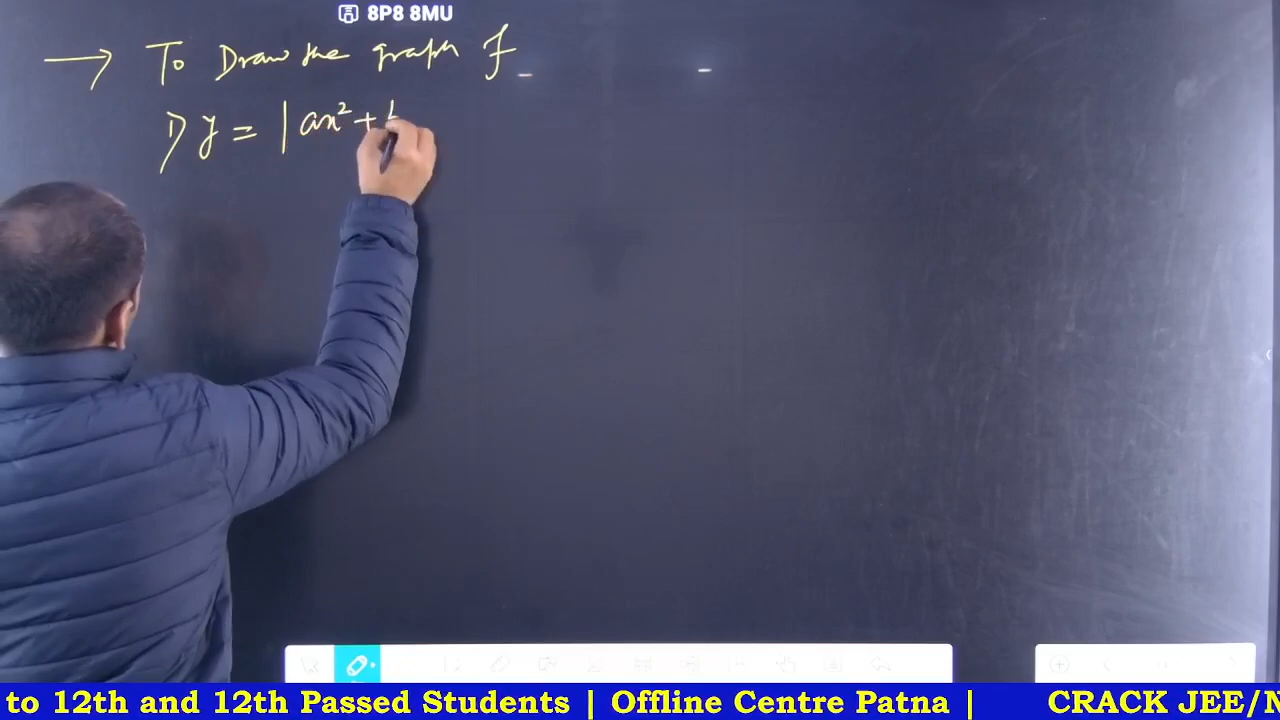 8P8 8MU
→ To Draw the graph of
1) y = |ax² + b
to 12th and 12th Passed Students | Offline Centre Patna | CRACK JEE/N